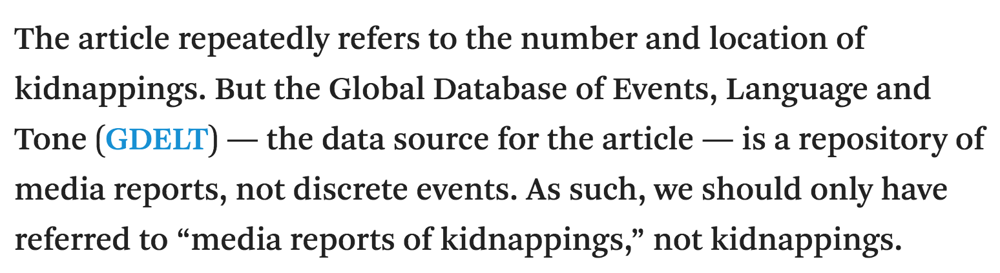 The article repeatedly refers to the number and location of
kidnappings. But the Global Database of Events, Language and
Tone (GDELT) — the data source for the article — is a repository of
media reports, not discrete events. As such, we should only have
referred to “media reports of kidnappings,” not kidnappings.